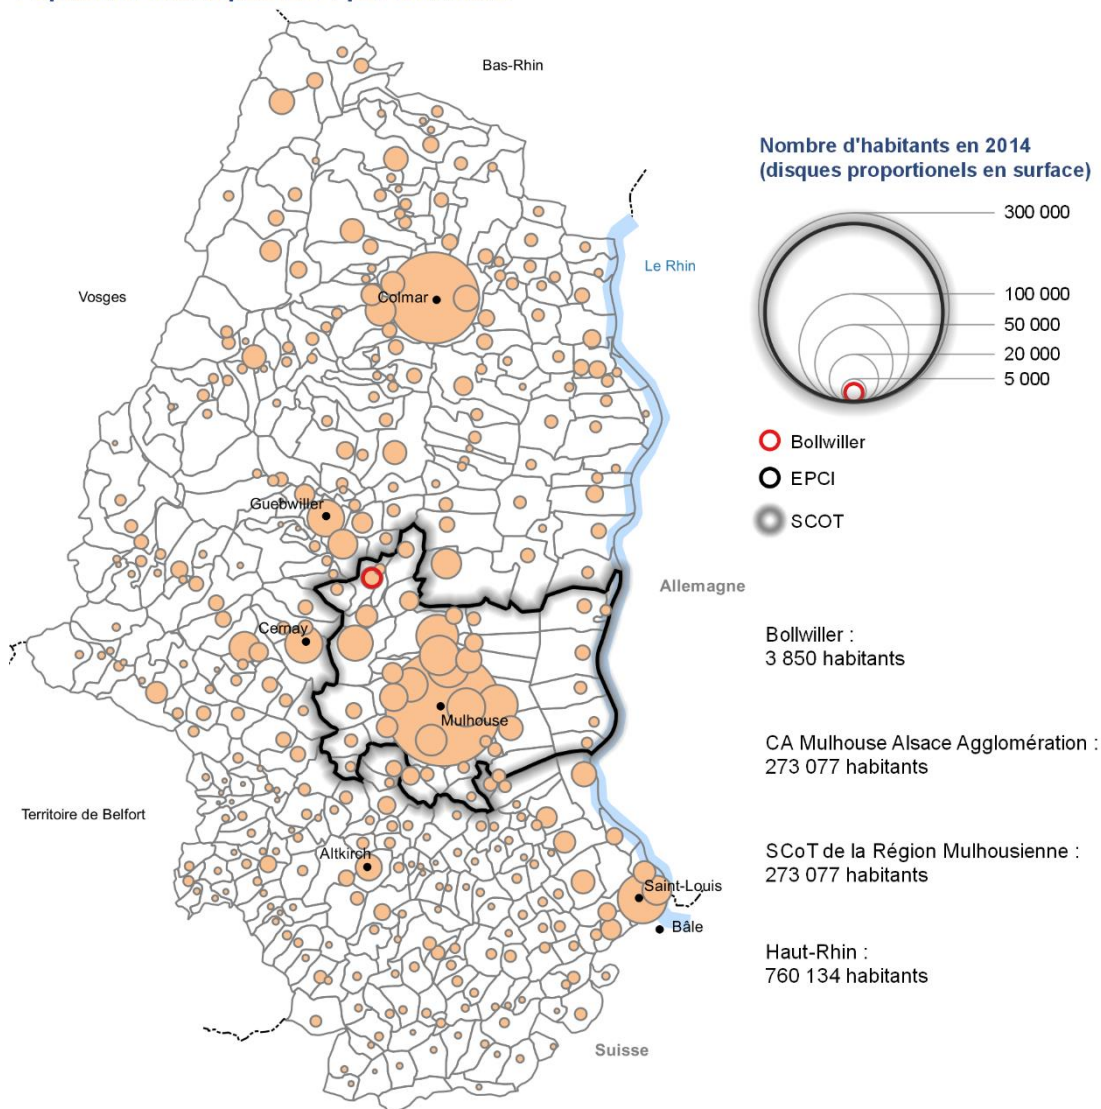 Bas-Rhin
Nombre d'habitants en 2014
(disques proportionels en surface)
300 000
Le Rhin
Vosges
Colmar
100 000
50 000
20 000
5 000
Bollwiller
EPCI
Guebwiller
SCOT
Allemagne
Cernay
Bollwiller :
3 850 habitants
Mulhouse
CA Mulhouse Alsace Agglomération :
273 077 habitants
Territoire de Belfort
Altkirch
SCoT de la Région Mulhousienne :
273 077 habitants
Saint-Louis
Bâle
Haut-Rhin :
760 134 habitants
Suisse